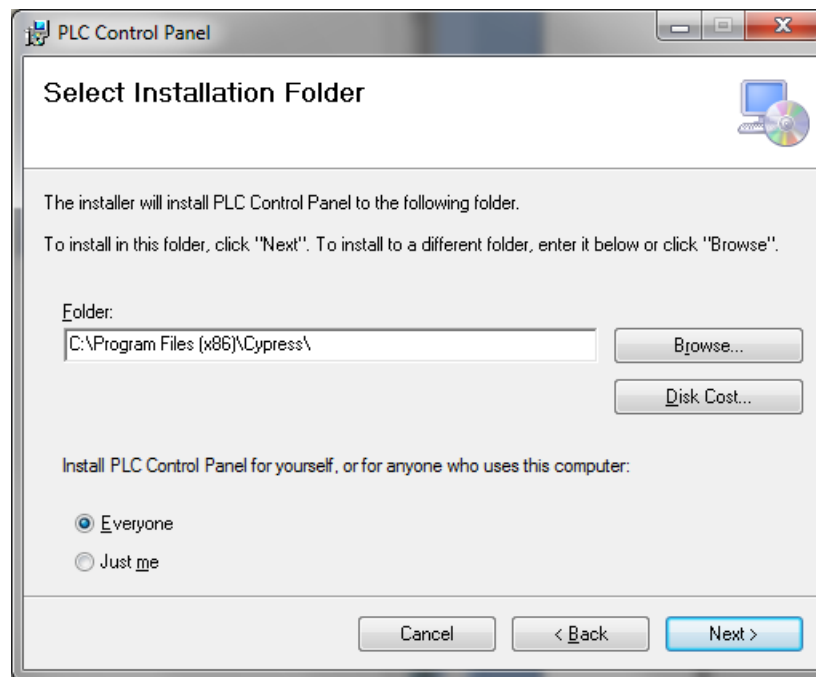 PLC Control Panel
Select Installation Folder
The installer will install PLC Control Panel to the following folder.
To install in this folder, click "Next". To install to a different folder, enter it below or click "Browse".
Folder:
C:\Program Files (x86)\Cypress\
Browse...
Disk Cost...
Install PLC Control Panel for yourself, or for anyone who uses this computer:
Everyone
Just me
Cancel
< Back
Next >